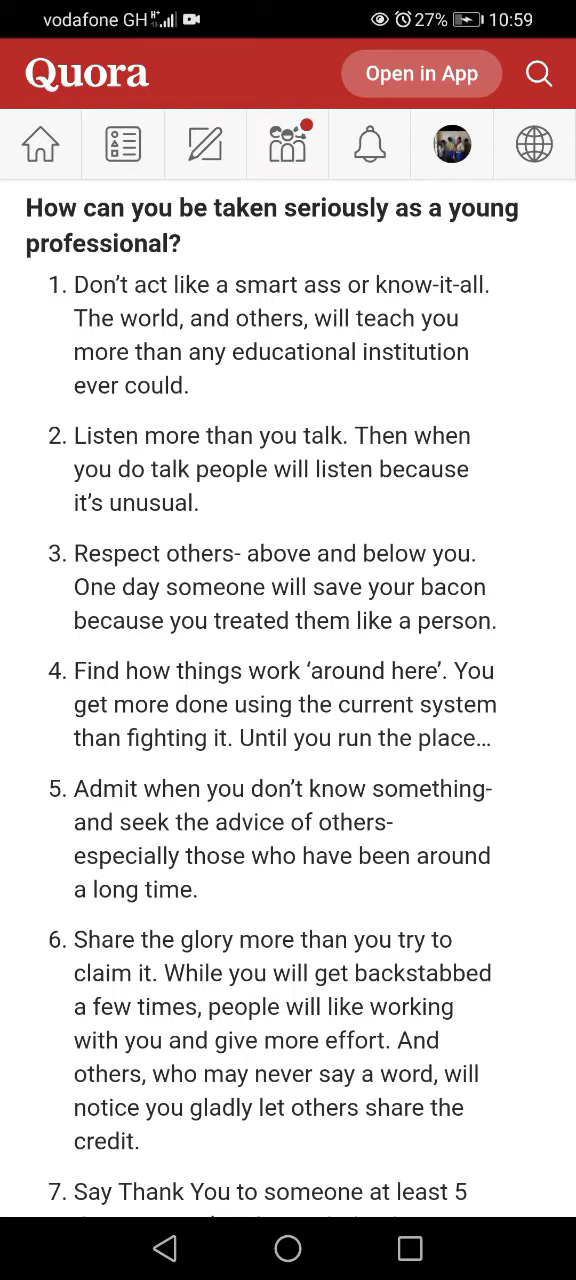 vodafone GH 27% 10:59
Quora
Open in App
How can you be taken seriously as a young
professional?
1. Don’t act like a smart ass or know-it-all.
The world, and others, will teach you
more than any educational institution
ever could.
2. Listen more than you talk. Then when
you do talk people will listen because
it’s unusual.
3. Respect others- above and below you.
One day someone will save your bacon
because you treated them like a person.
4. Find how things work ‘around here’. You
get more done using the current system
than fighting it. Until you run the place…
5. Admit when you don’t know something-
and seek the advice of others-
especially those who have been around
a long time.
6. Share the glory more than you try to
claim it. While you will get backstabbed
a few times, people will like working
with you and give more effort. And
others, who may never say a word, will
notice you gladly let others share the
credit.
7. Say Thank You to someone at least 5